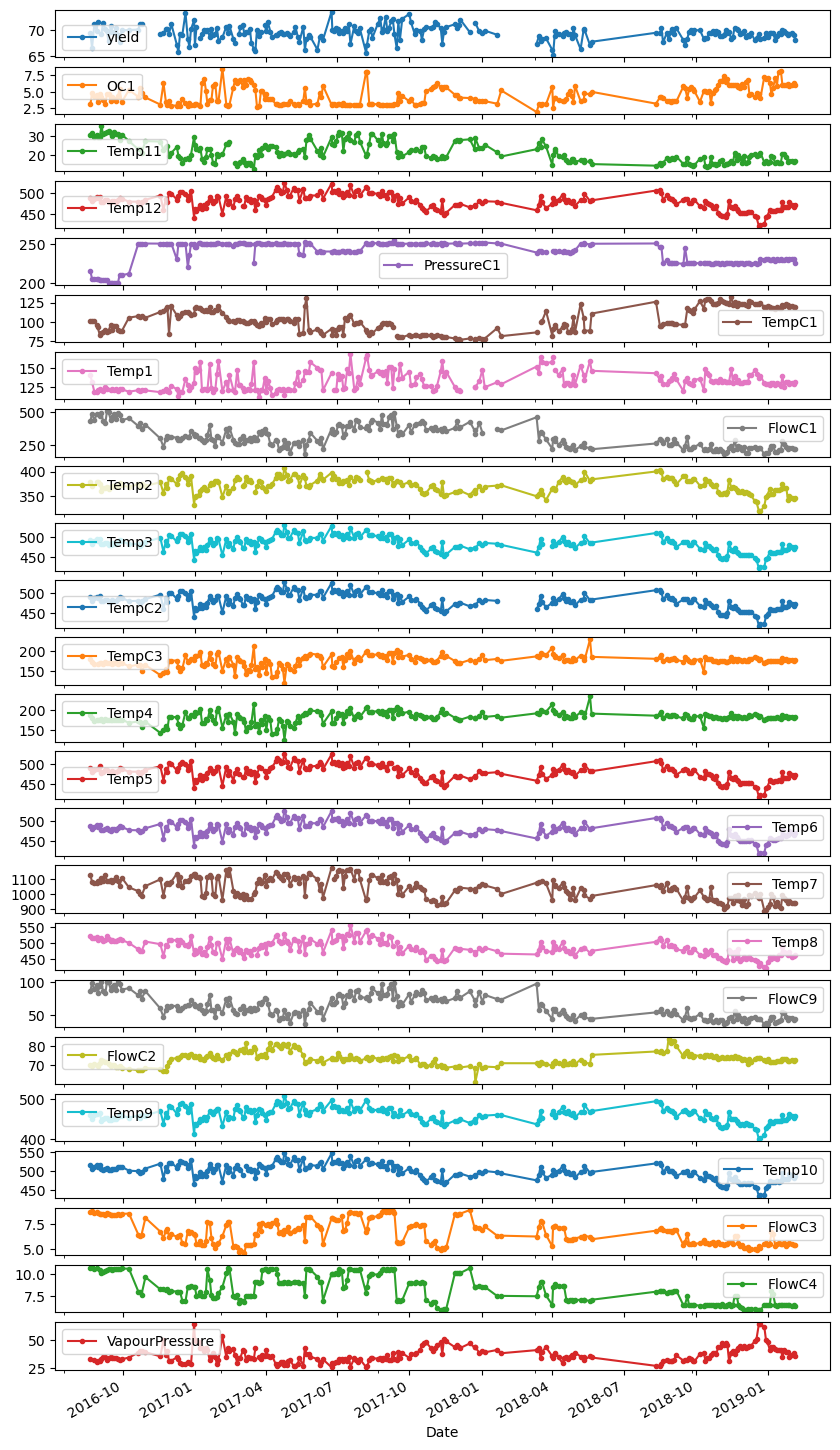 70
65
yield
7.5
5.0
2.5
OC1
30
20
Temp11
500
450
Temp12
250
200
PressureC1
125
100
75
TempC1
150
125
Temp1
500
250
FlowC1
400
350
Temp2
500
450
Temp3
500
450
TempC2
200
150
TempC3
200
150
Temp4
500
450
Temp5
500
450
Temp6
1100
1000
900
Temp7
550
500
450
Temp8
100
50
FlowC9
80
70
FlowC2
500
400
Temp9
550
500
450
Temp10
7.5
5.0
FlowC3
10.0
7.5
FlowC4
50
25
VapourPressure
2016-10 2017-01 2017-04 2017-07 2017-10 2018-01 2018-04 2018-07 2018-10 2019-01
Date